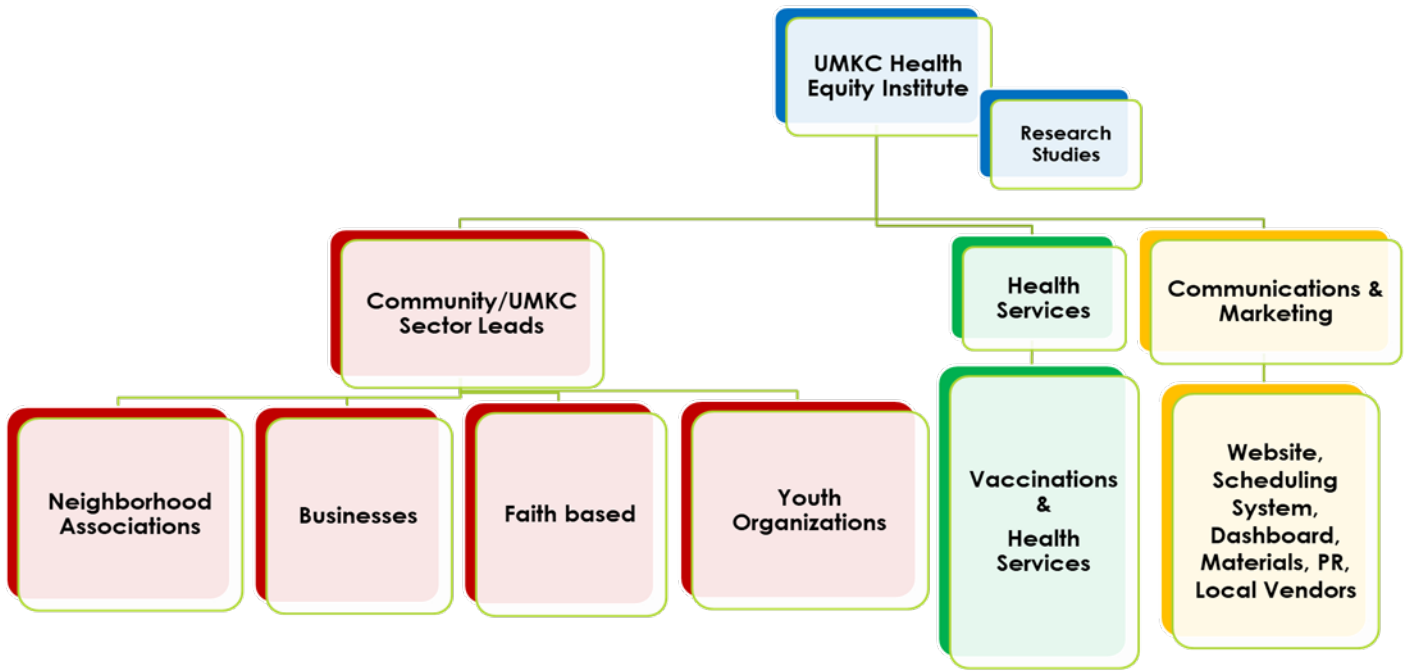 UMKC Health
Equity Institute
Research
Studies
Community/UMKC
Sector Leads
Health
Services
Communications &
Marketing
Neighborhood
Associations
Businesses
Faith based
Youth
Organizations
Vaccinations
&
Health
Services
Website,
Scheduling
System,
Dashboard,
Materials, PR,
Local Vendors